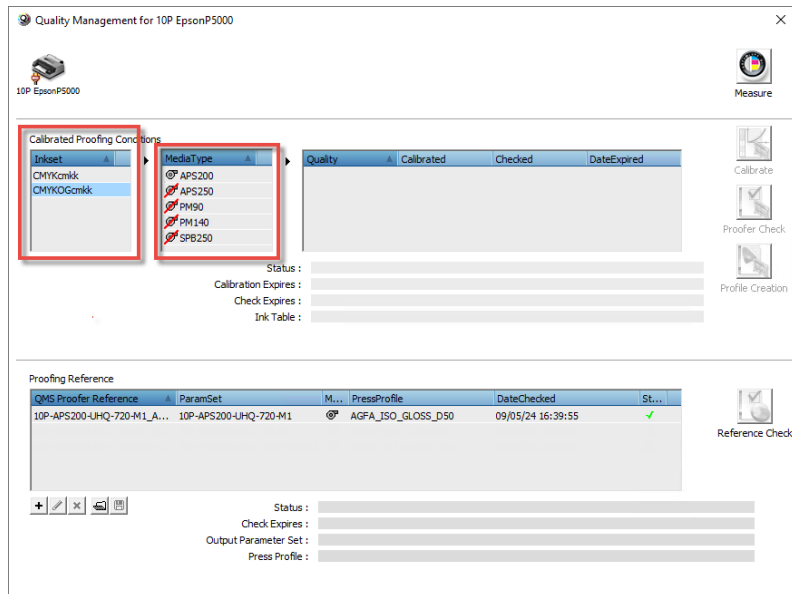 Quality Management for 10P EpsonP5000
10P EpsonP5000
Measure
Calibrated Proofing Conditions
Inkset
CMYKcmkk
CMYKOGcmkk
MediaType
APS200
APS250
PM90
PM140
SPB250
Quality Calibrated Checked DateExpired
Calibrate
Proofer Check
Profile Creation
Status :
Calibration Expires :
Check Expires :
Ink Table :
Proofing Reference
QMS Proofer Reference ParamSet M... PressProfile DateChecked St...
10P-APS200-UHQ-720-M1_A... 10P-APS200-UHQ-720-M1 AGFA_ISO_GLOSS_D50 09/05/24 16:39:55
Reference Check
Status :
Check Expires :
Output Parameter Set :
Press Profile :